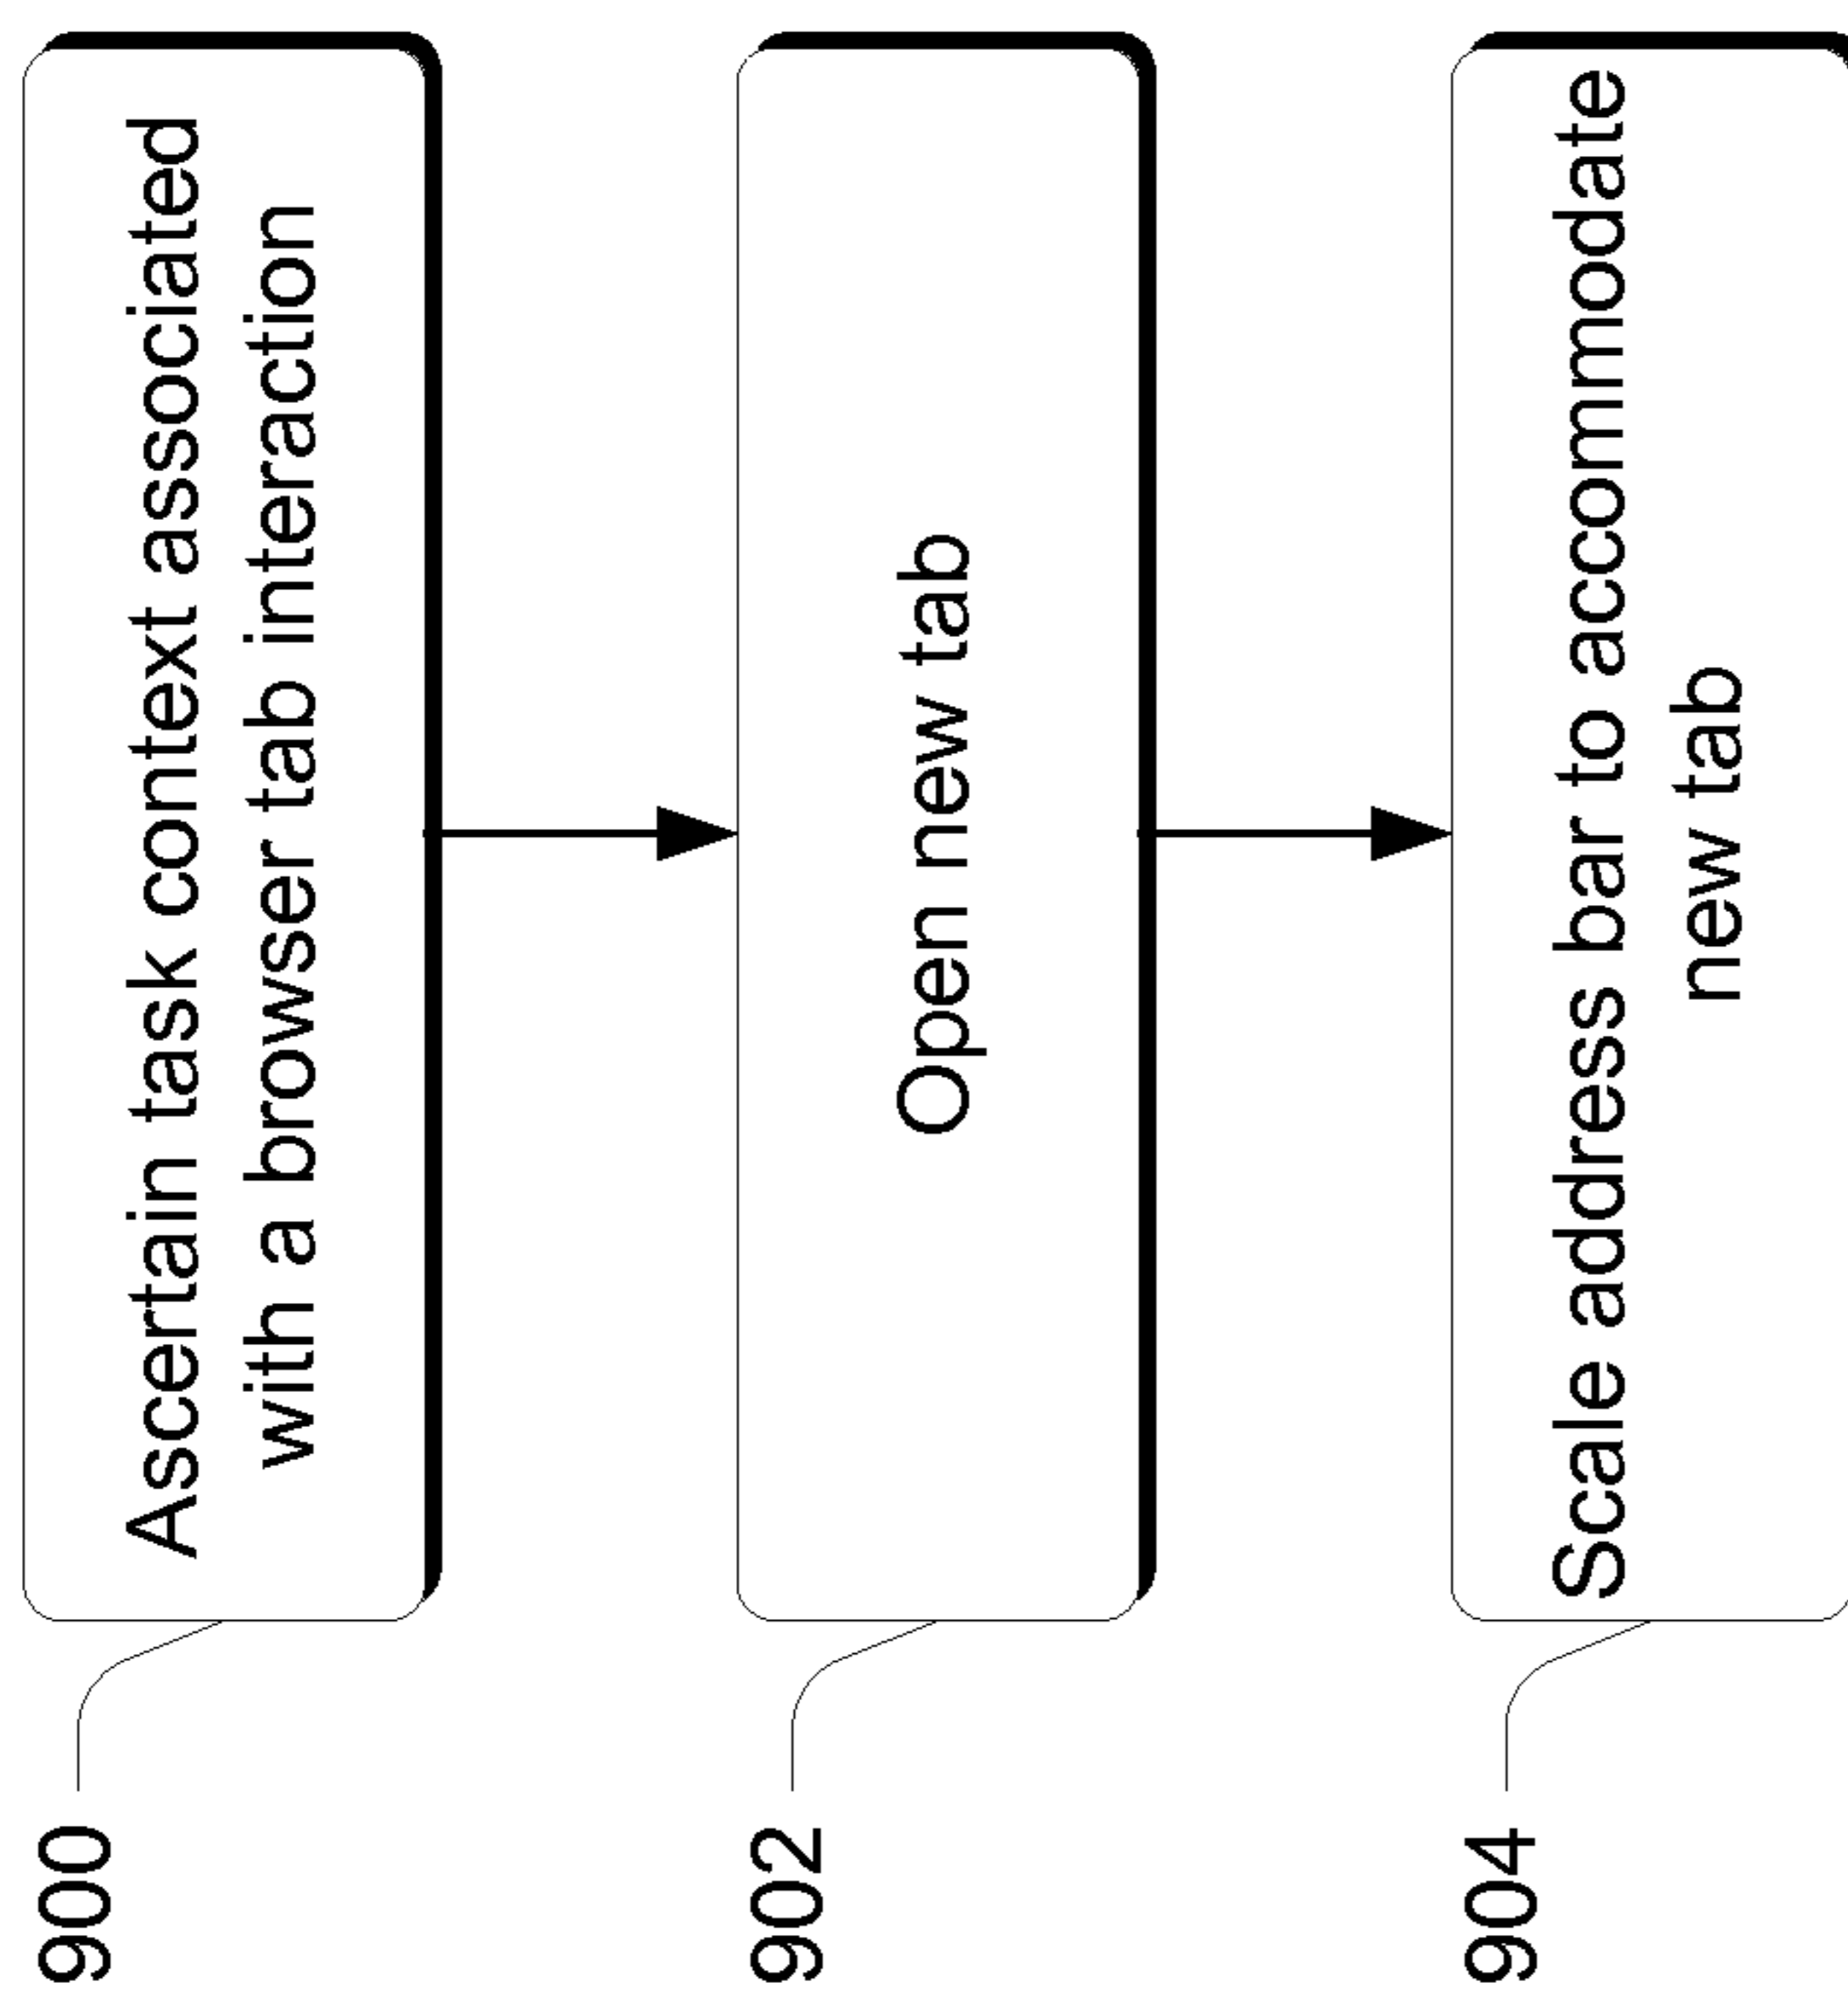 900
Ascertain task context associated
with a browser tab interaction
902
Open new tab
904
Scale address bar to accommodate
new tab